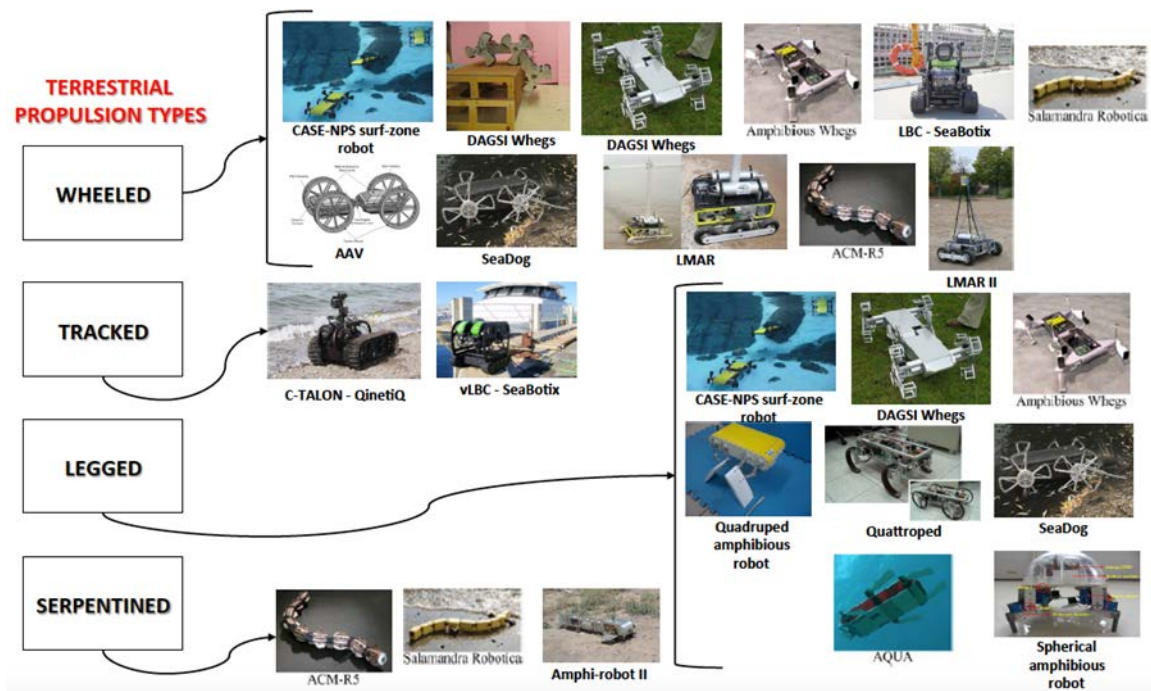 TERRESTRIAL
PROPULSION TYPES
WHEELED
CASE-NPS surf-zone
robot
DAGSI Whegs
DAGSI Whegs
Amphibious Whegs
LBC - SeaBotix
Salamandra Robotica
AAV
SeaDog
LMAR
ACM-R5
LMAR II
TRACKED
C-TALON - QinetiQ
vLBC - SeaBotix
LEGGED
CASE-NPS surf-zone
robot
DAGSI Whegs
Amphibious Whegs
Quadruped
amphibious
robot
Quattroped
SeaDog
AQUA
Spherical
amphibious
robot
SERPENTINED
ACM-R5
Salamandra Robotica
Amphi-robot II